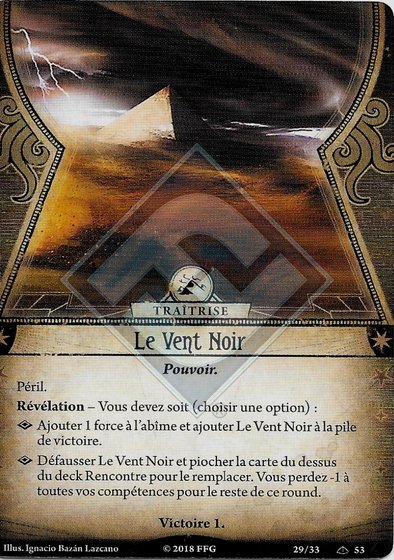 TRAÎTRISE
Le Vent Noir
Pouvoir.
Péril.
Révélation – Vous devez soit (choisir une option) :
Ajouter 1 force à l'abîme et ajouter Le Vent Noir à la pile
de victoire.
Défausser Le Vent Noir et piocher la carte du dessus
du deck Rencontre pour le remplacer. Vous perdez -1 à
toutes vos compétences pour le reste de ce round.
Victoire 1.
Illus. Ignacio Bazán Lazcano © 2018 FFG 29/33 53